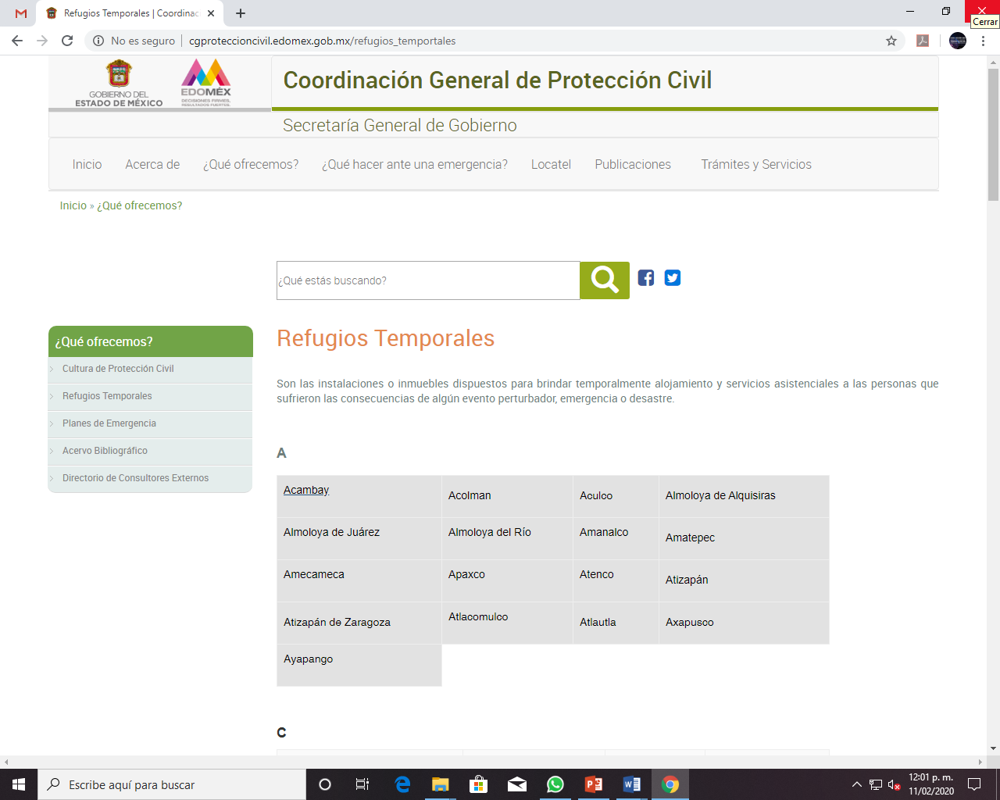 Refugios Temporales | Coordinac
Cerrar
No es seguro
cgproteccioncivil.edomex.gob.mx/refugios_temportales
GOBIERNO DEL
ESTADO DE MÉXICO
EDOMÉX
DECISIONES FIRMES,
RESULTADOS FUERTES.
Coordinación General de Protección Civil
Secretaría General de Gobierno
Inicio Acerca de ¿Qué ofrecemos? ¿Qué hacer ante una emergencia? Locatel Publicaciones Trámites y Servicios
Inicio » ¿Qué ofrecemos?
¿Qué estás buscando?
¿Qué ofrecemos?
Cultura de Protección Civil
Refugios Temporales
Planes de Emergencia
Acervo Bibliográfico
Directorio de Consultores Externos
Refugios Temporales
Son las instalaciones o inmuebles dispuestos para brindar temporalmente alojamiento y servicios asistenciales a las personas que
sufrieron las consecuencias de algún evento perturbador, emergencia o desastre.
A
Acambay Acolman Aculco Almoloya de Alquisiras
Almoloya de Juárez Almoloya del Río Amanalco Amatepec
Amecameca Apaxco Atenco Atizapán
Atizapán de Zaragoza Atlacomulco Atlautla Axapusco
Ayapango
C
Escribe aquí para buscar
12:01 p. m.
11/02/2020